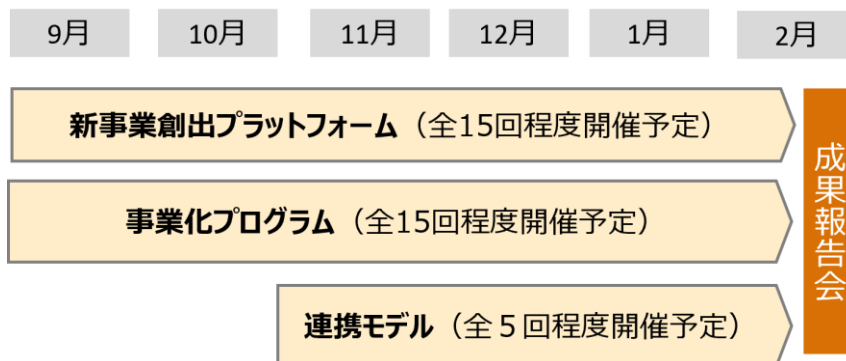 9月 10月 11月 12月 1月 2月
新事業創出プラットフォーム（全15回程度開催予定）
事業化プログラム（全15回程度開催予定）
連携モデル（全５回程度開催予定）
成果報告会